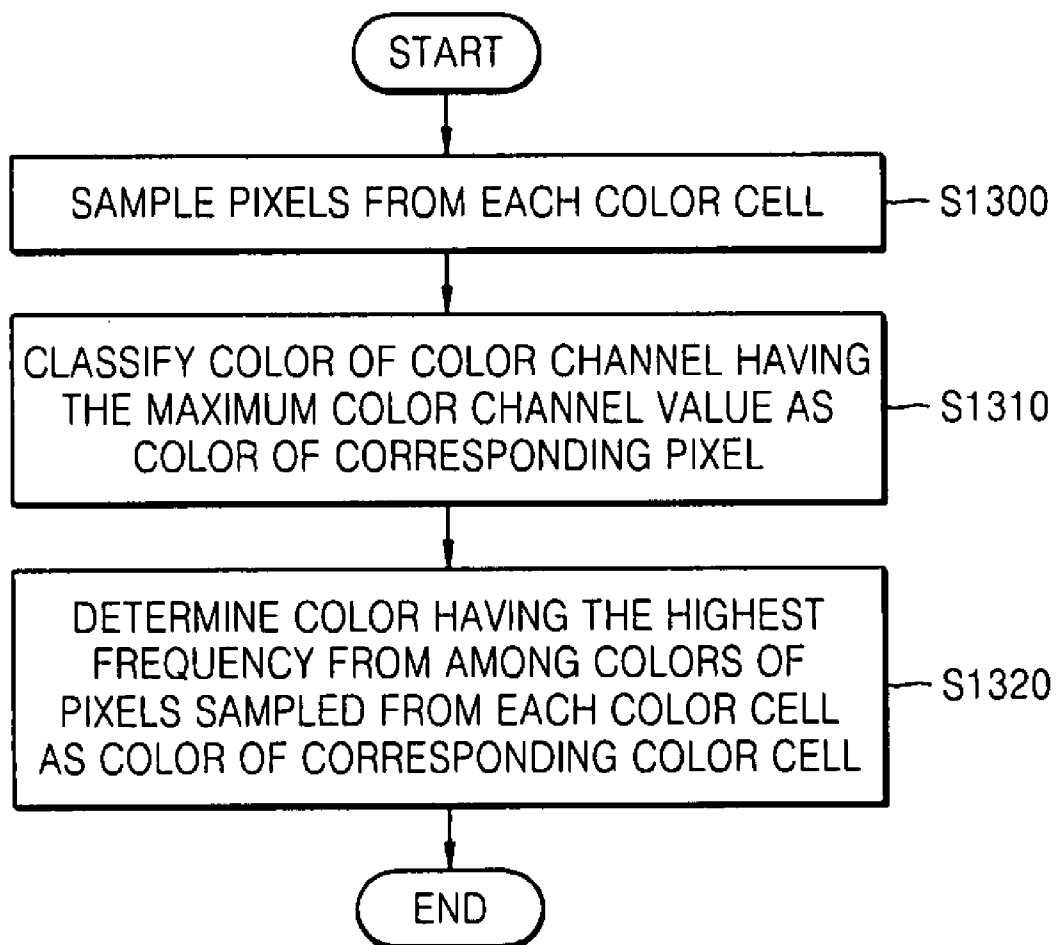 START
SAMPLE PIXELS FROM EACH COLOR CELL
S1300
CLASSIFY COLOR OF COLOR CHANNEL HAVING
THE MAXIMUM COLOR CHANNEL VALUE AS
COLOR OF CORRESPONDING PIXEL
S1310
DETERMINE COLOR HAVING THE HIGHEST
FREQUENCY FROM AMONG COLORS OF
PIXELS SAMPLED FROM EACH COLOR CELL
AS COLOR OF CORRESPONDING COLOR CELL
S1320
END